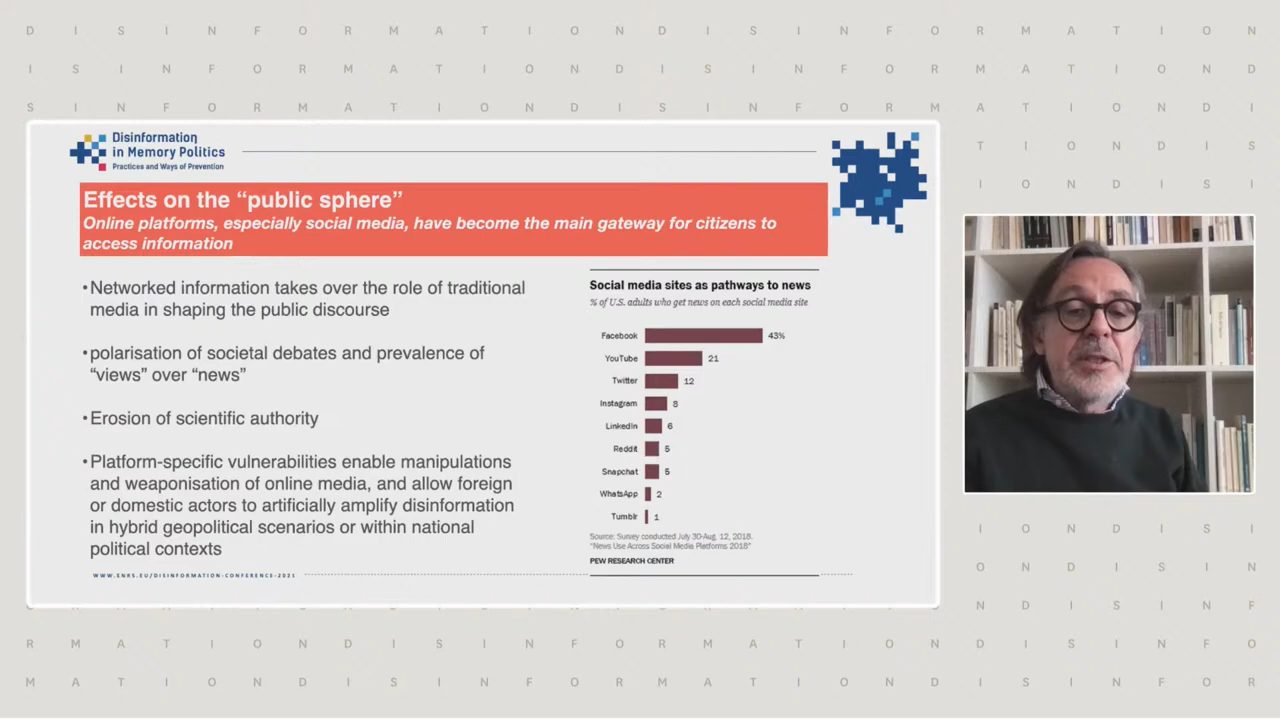 D I S I N F O R M A T I O N D I S I N F O R M A T I O N
I S I N F O R M A T I O N D I S I N F O R M A T I O N D
S I N F O R M A T I O N D I S I N F O R M A T I O N D I
T I O N D I S
I O N D I S I
Disinformation
in Memory Politics
Practices and Ways of Prevention
Effects on the “public sphere”
Online platforms, especially social media, have become the main gateway for citizens to
access information
•Networked information takes over the role of traditional
media in shaping the public discourse
•polarisation of societal debates and prevalence of
“views” over “news”
•Erosion of scientific authority
•Platform-specific vulnerabilities enable manipulations
and weaponisation of online media, and allow foreign
or domestic actors to artificially amplify disinformation
in hybrid geopolitical scenarios or within national
political contexts
WWW.ENRS.EU/DISINFORMATION-CONFERENCE-2021
Social media sites as pathways to news
% of U.S. adults who get news on each social media site
Facebook 43%
YouTube 21
Twitter 12
Instagram 8
LinkedIn 6
Reddit 5
Snapchat 5
WhatsApp 2
Tumblr 1
Source: Survey conducted July 30-Aug. 12, 2018.
“News Use Across Social Media Platforms 2018”
PEW RESEARCH CENTER
I O N D I S I
O N D I S I N
N D I S I N F
R M A T I O N D I S I N F O R M A T I O N D I S I N F O
M A T I O N D I S I N F O R M A T I O N D I S I N F O R